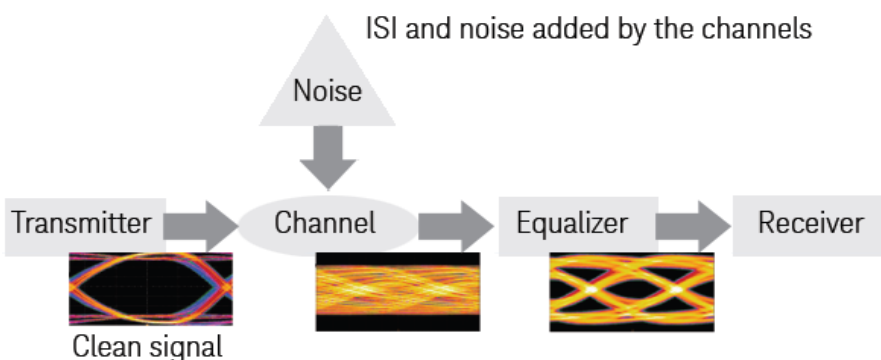 ISI and noise added by the channels
Noise
Transmitter
Channel
Equalizer
Receiver
Clean signal